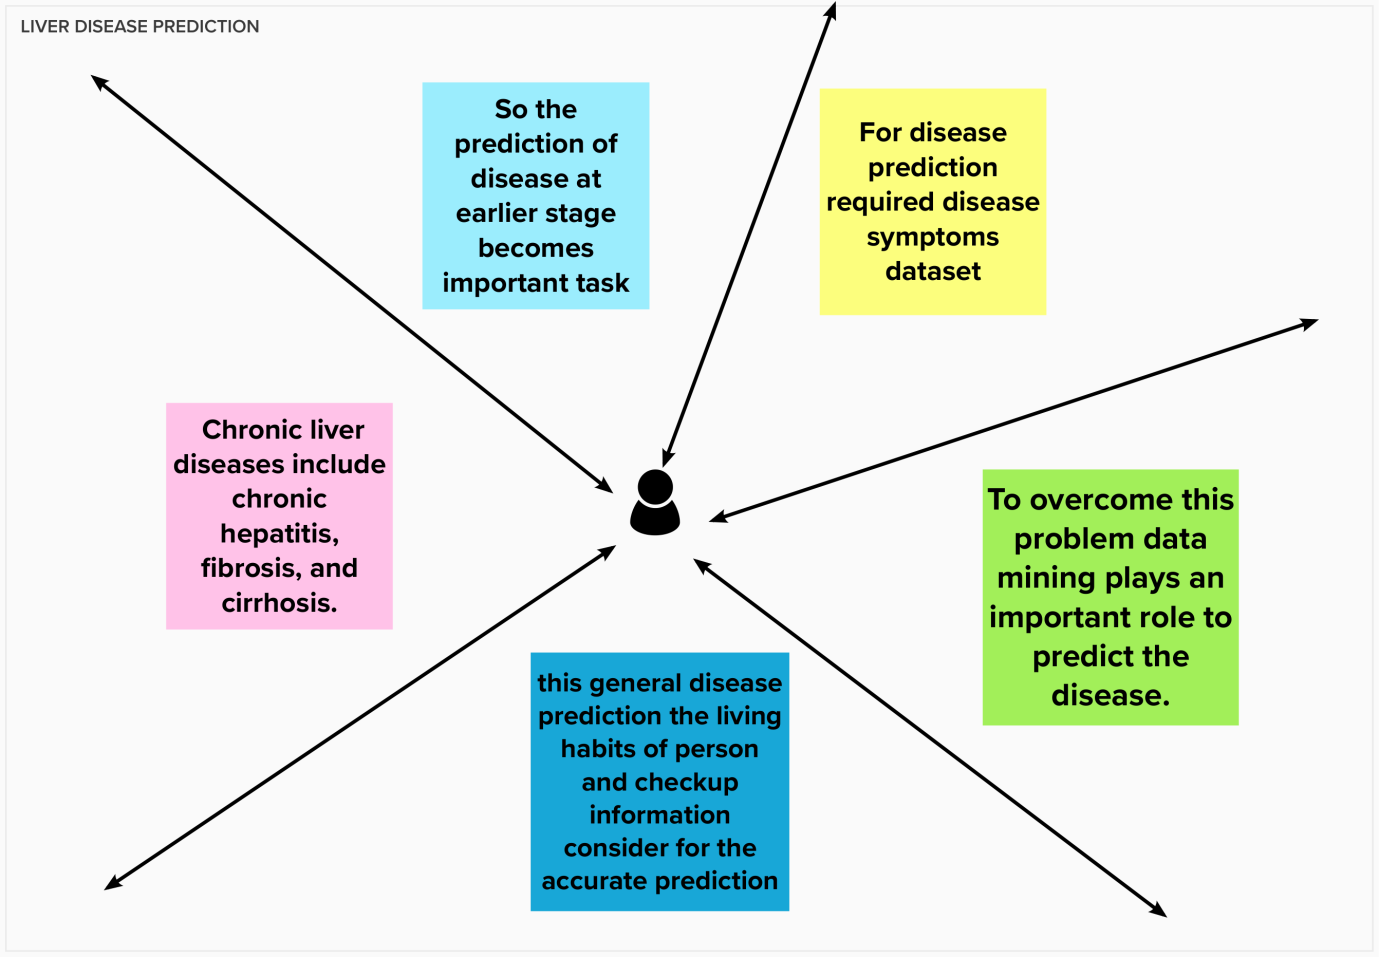 LIVER DISEASE PREDICTION
So the
prediction of
disease at
earlier stage
becomes
important task
For disease
prediction
required disease
symptoms
dataset
Chronic liver
diseases include
chronic
hepatitis,
fibrosis, and
cirrhosis.
To overcome this
problem data
mining plays an
important role to
predict the
disease.
this general disease
prediction the living
habits of person
and checkup
information
consider for the
accurate prediction